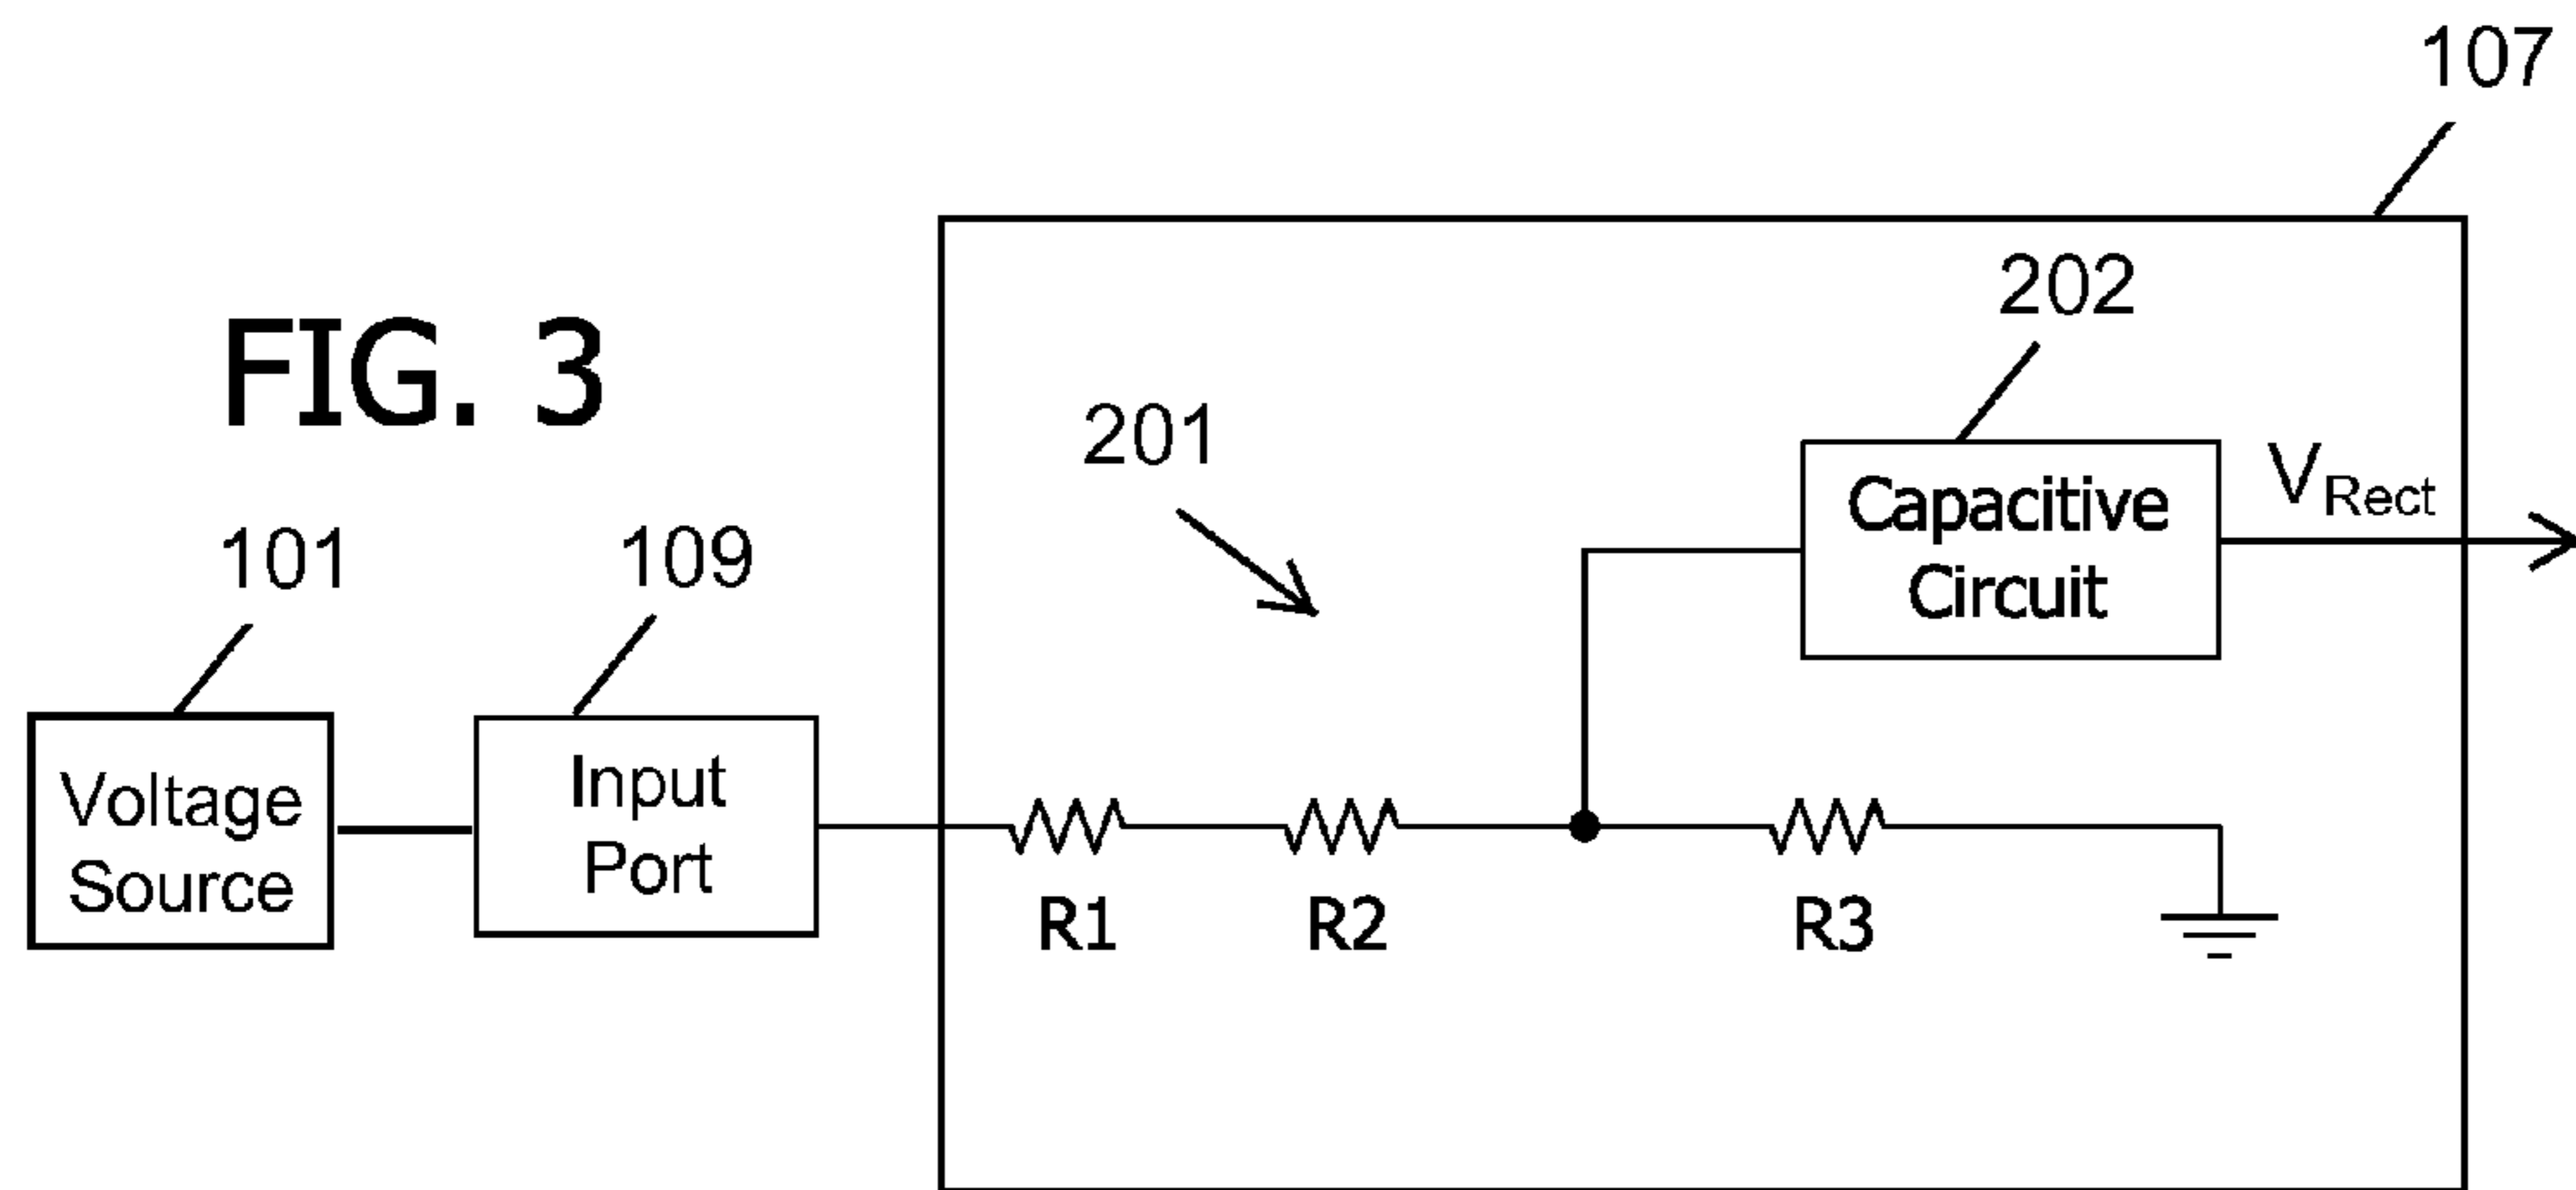 107
202
FIG. 3
201
Capacitive
Circuit
VRect
101
109
Voltage
Source
Input
Port
R1
R2
R3